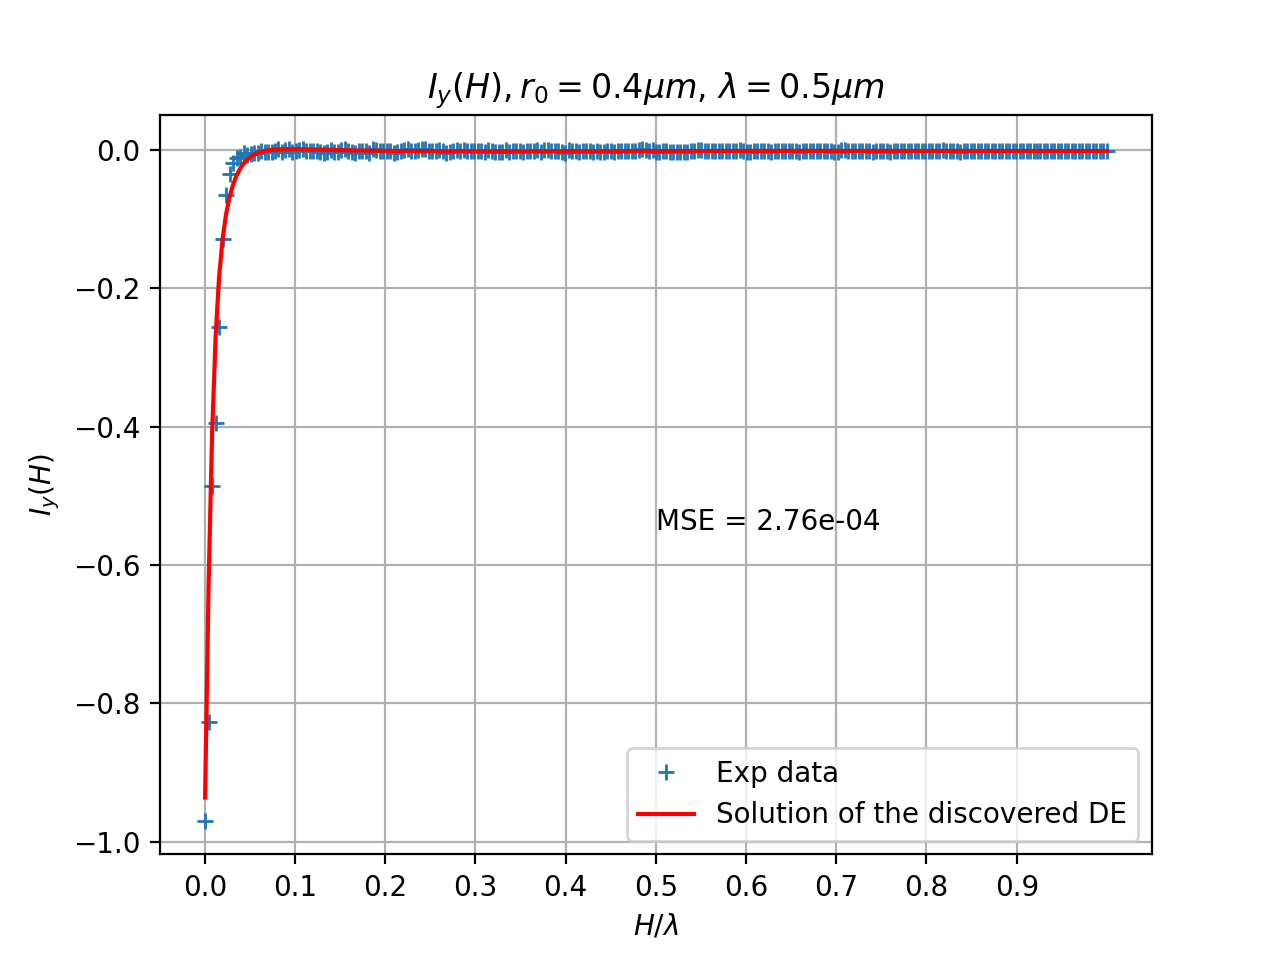 I_y(H), r_0 = 0.4μm, λ = 0.5μm
0.0
−0.2
−0.4
−0.6
−0.8
−1.0
I_y(H)
MSE = 2.76e-04
Exp data
Solution of the discovered DE
0.0 0.1 0.2 0.3 0.4 0.5 0.6 0.7 0.8 0.9
H/λ